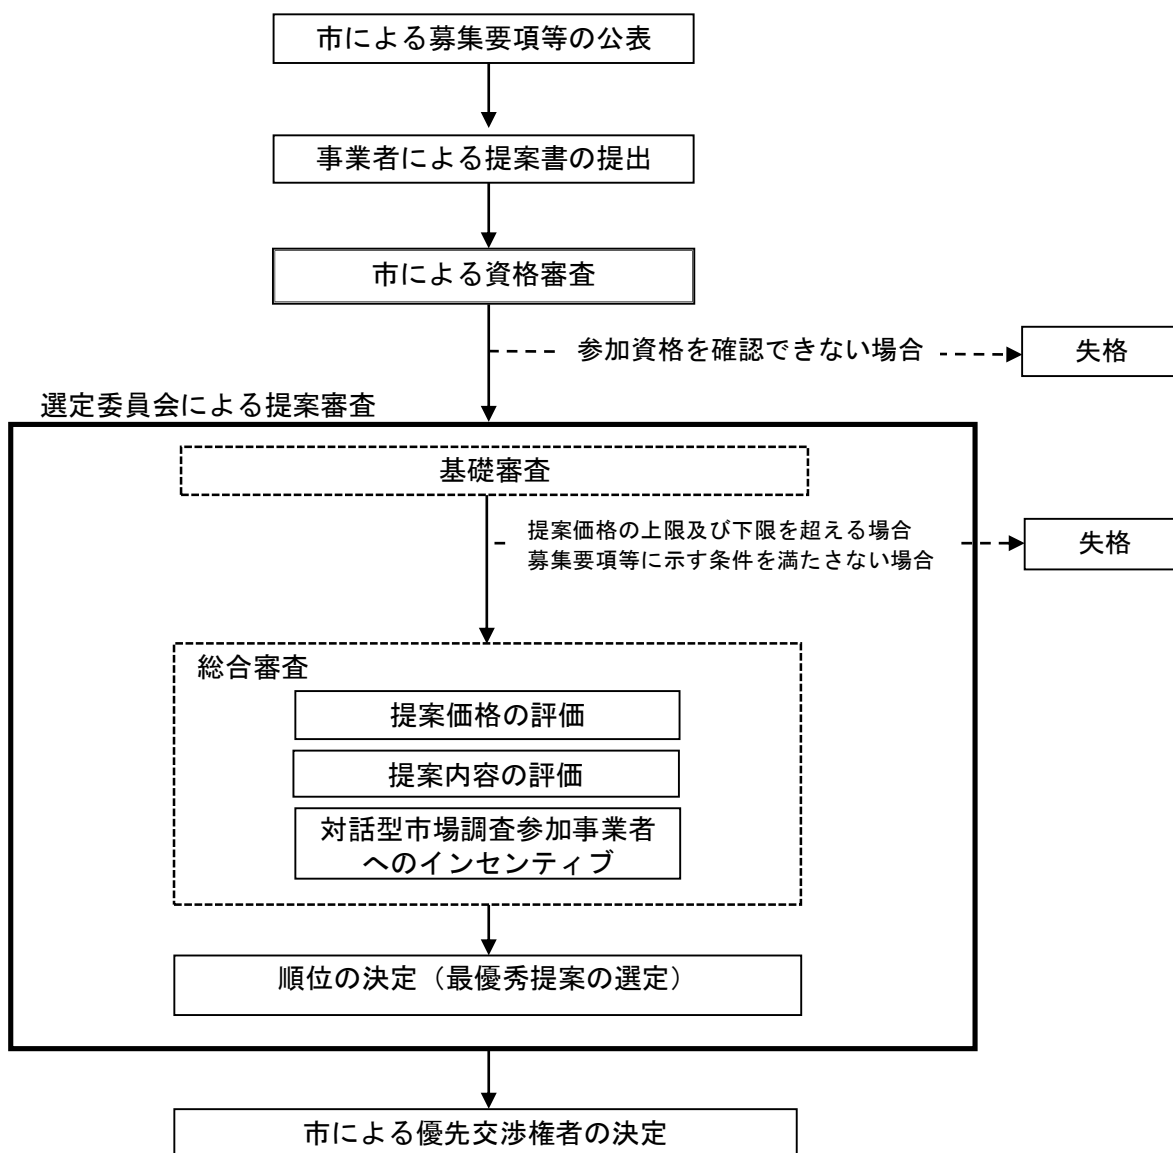 市による募集要項等の公表
事業者による提案書の提出
市による資格審査
参加資格を確認できない場合
失格
選定委員会による提案審査
基礎審査
提案価格の上限及び下限を超える場合
募集要項等に示す条件を満たさない場合
失格
総合審査
提案価格の評価
提案内容の評価
対話型市場調査参加事業者
へのインセンティブ
順位の決定（最優秀提案の選定）
市による優先交渉権者の決定